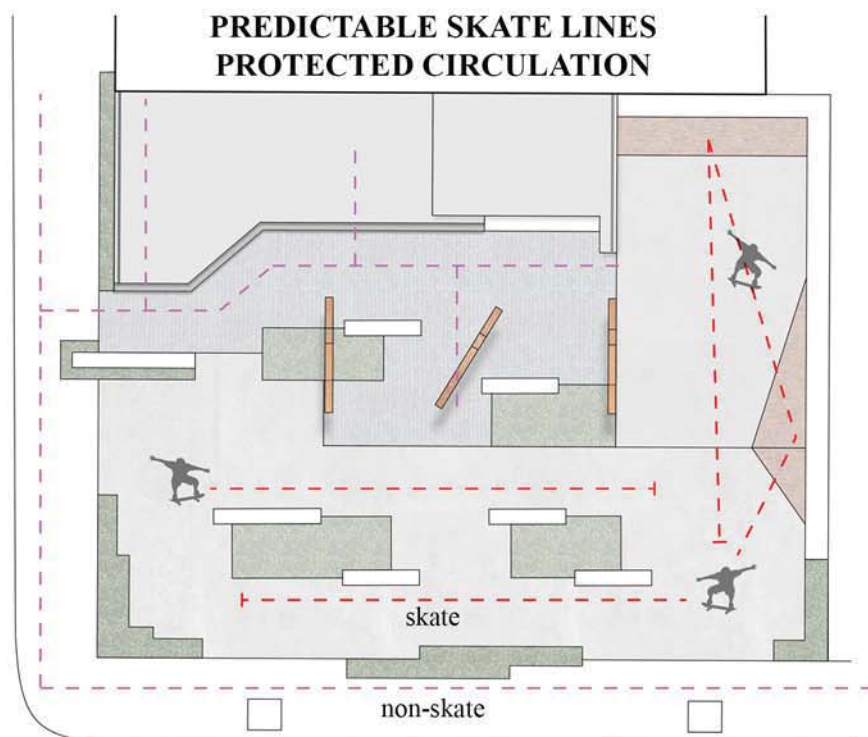 PREDICTABLE SKATE LINES
PROTECTED CIRCULATION
skate
non-skate